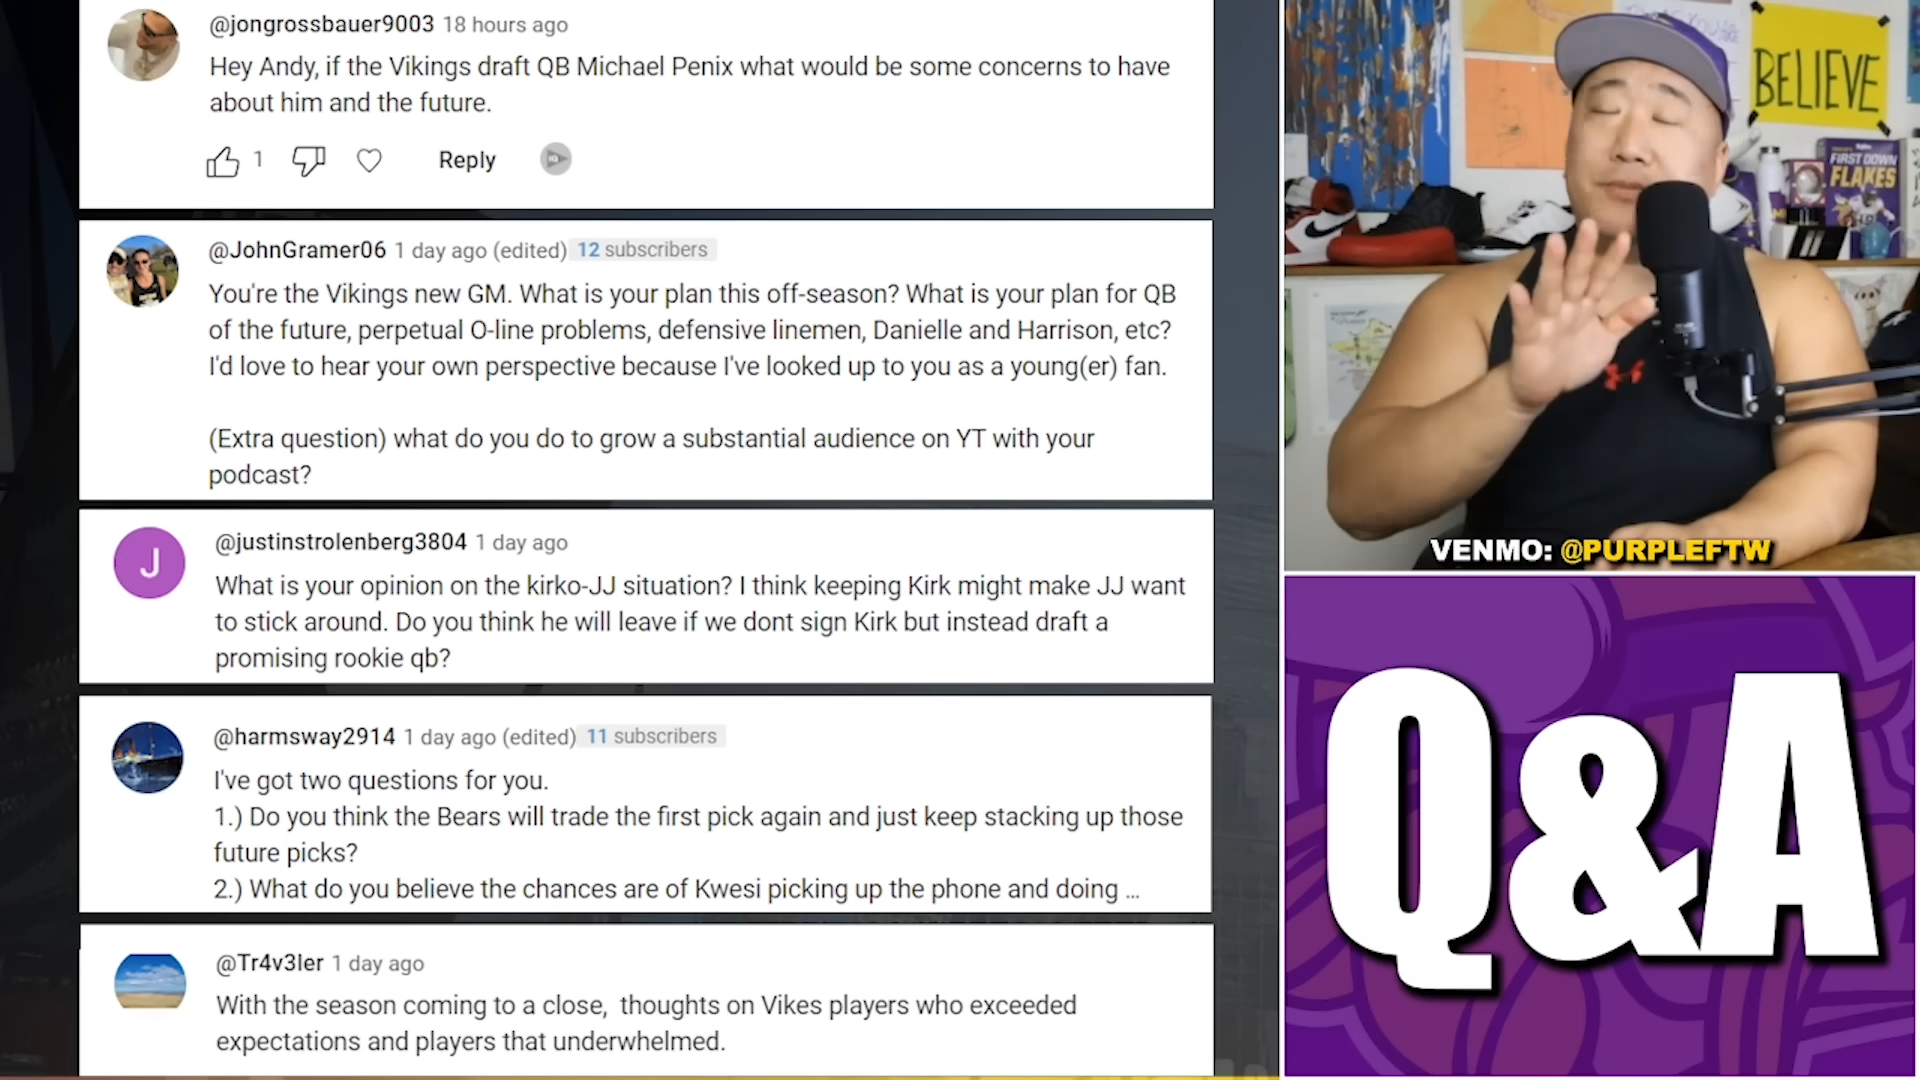 @jongrossbauer9003 18 hours ago
Hey Andy, if the Vikings draft QB Michael Penix what would be some concerns to have
about him and the future.
1 Reply
@JohnGramer06 1 day ago (edited) 12 subscribers
You're the Vikings new GM. What is your plan this off-season? What is your plan for QB
of the future, perpetual O-line problems, defensive linemen, Danielle and Harrison, etc?
I'd love to hear your own perspective because I've looked up to you as a young(er) fan.
(Extra question) what do you do to grow a substantial audience on YT with your
podcast?
J
@justinstrolenberg3804 1 day ago
What is your opinion on the kirko-JJ situation? I think keeping Kirk might make JJ want
to stick around. Do you think he will leave if we dont sign Kirk but instead draft a
promising rookie qb?
@harmsway2914 1 day ago (edited) 11 subscribers
I've got two questions for you.
1.) Do you think the Bears will trade the first pick again and just keep stacking up those
future picks?
2.) What do you believe the chances are of Kwesi picking up the phone and doing ...
@Tr4v3ler 1 day ago
With the season coming to a close, thoughts on Vikes players who exceeded
expectations and players that underwhelmed.
BELIEVE
FIRST DOWN
FLAKES
VENMO: @PURPLEFTW
Q&A